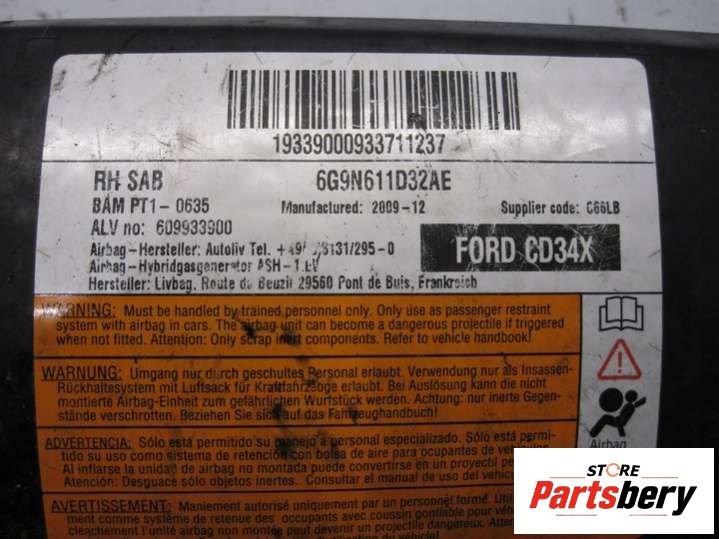 19339000933711237
RH SAB 6G9N611D32AE
BAM PT1-0635 Manufactured: 2009-12 Supplier code: C66LB
ALV no: 609933900
Airbag-Hersteller: Autoliv Tel. 8131/295-0 FORD CD34X
Airbag-Hybridgasgenerator ASH-1.EV
Hersteller: Livbag. Route du Beuzit 29560 Pont de Buis, Frankreich
WARNING: Must be handled by trained personnel only. Only use as passenger restraint
system with airbag in cars. The airbag unit can become a dangerous projectile if triggered
when not fitted. Attention: Only scrap inert components. Refer to vehicle handbook!
WARNUNG: Umgang nur durch geschultes Personal erlaubt. Verwendung nur als Insassen-
Rückhaltesystem mit Luftsack für Kraftfahrzeuge erlaubt. Bei Auslösung kann die nicht
montierte Airbag-Einheit zum gefährlichen Wurfstück werden. Achtung: nur inerte Gegen-
stände verschrotten. Beziehen Sie sich auf das Fahrzeughandbuch!
ADVERTENCIA: Sólo está permitido su manejo a personal especializado. Sólo está permi-
tido su uso como sistema de retención con bolsa de aire para ocupantes de vehículos.
Al inflarse la unidad de airbag no montada puede convertirse en un proyectil
Atención: Desguace sólo objetos inertes. Consultar el manual de uso del
AVERTISSEMENT: Maniement autorisé uniquement par un personnel formé. Utilis
ment comme système de retenue des occupants avec coussin gonflable pour
clenchement l'unité airbag non montée peut devenir un projectile dangereux. Atten
Airbag
STORE
Partsbery